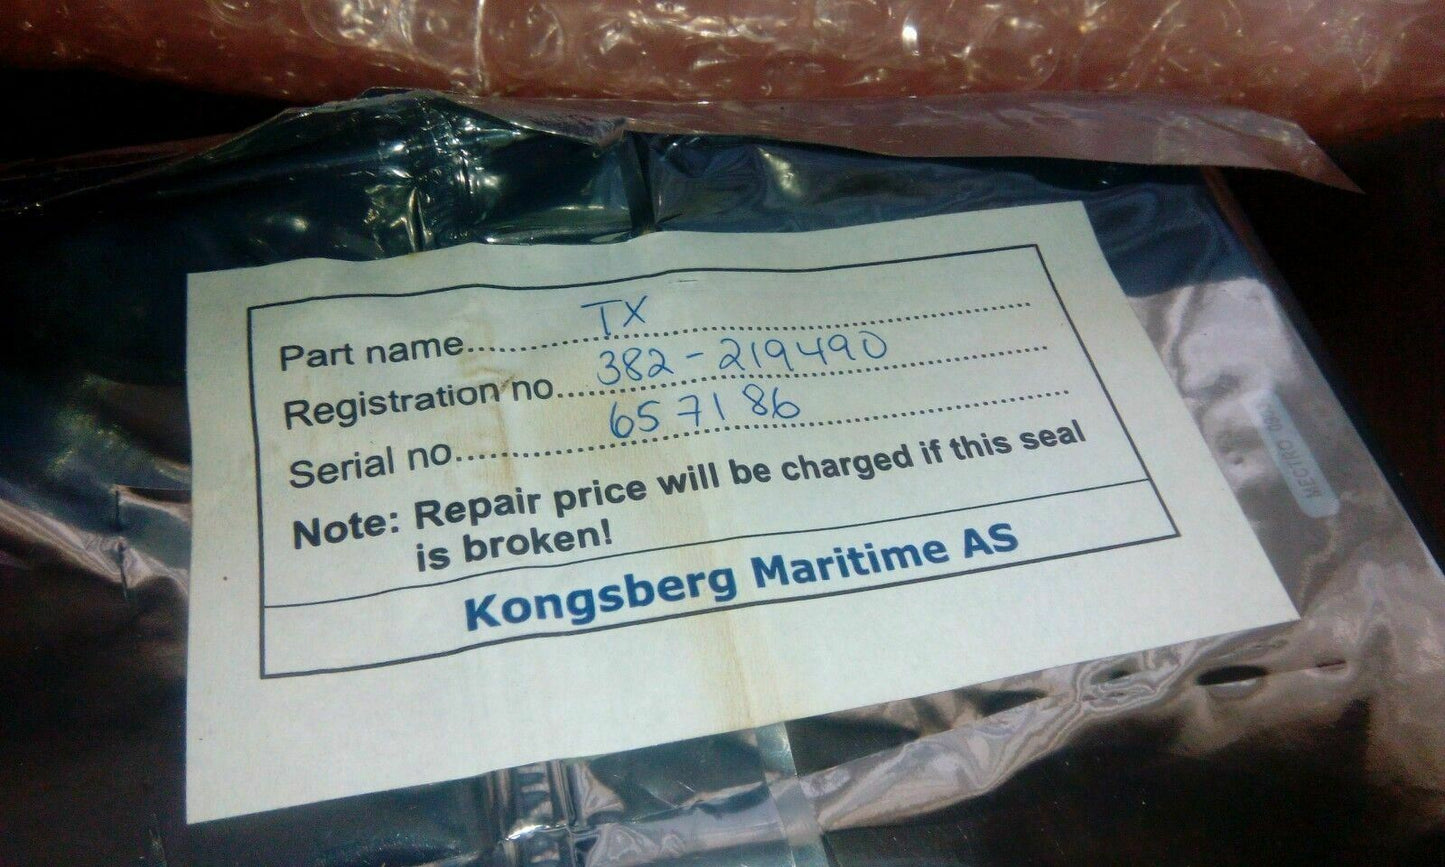 Part name.............TX..............................................
Registration no....382-219490....................
Serial no..................657186.....................................
Note: Repair price will be charged if this seal
is broken!
Kongsberg Maritime AS
MECTRO